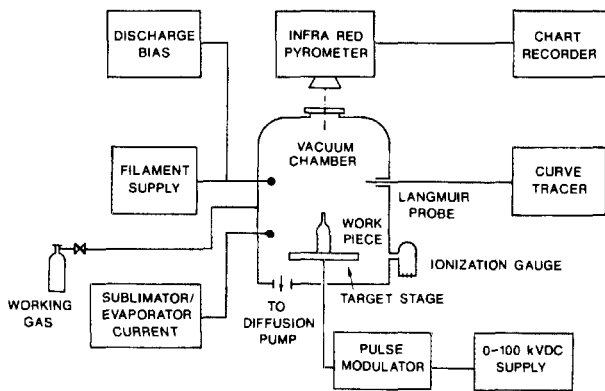 DISCHARGE
BIAS
INFRA RED
PYROMETER
CHART
RECORDER
VACUUM
CHAMBER
FILAMENT
SUPPLY
CURVE
TRACER
LANGMUIR
PROBE
WORK
PIECE
IONIZATION GAUGE
WORKING
GAS
SUBLIMATOR/
EVAPORATOR
CURRENT
TO
DIFFUSION
PUMP
TARGET STAGE
PULSE
MODULATOR
0-100 kVDC
SUPPLY